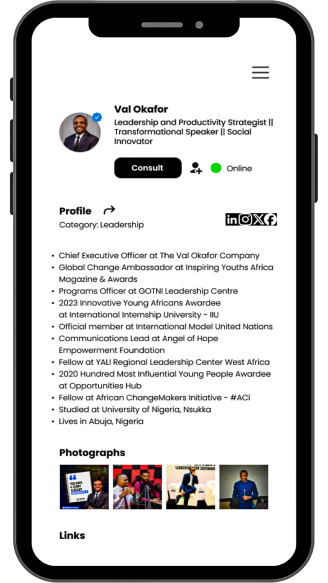 Val Okafor
Leadership and Productivity Strategist ||
Transformational Speaker || Social
Innovator
Consult
Online
Profile
Category: Leadership
in X f
• Chief Executive Officer at The Val Okafor Company
• Global Change Ambassador at Inspiring Youths Africa
Magazine & Awards
• Programs Officer at GOTNI Leadership Centre
• 2023 Innovative Young Africans Awardee
at International Internship University - IIU
• Official member at International Model United Nations
• Communications Lead at Angel of Hope
Empowerment Foundation
• Fellow at YALI Regional Leadership Center West Africa
• 2020 Hundred Most Influential Young People Awardee
at Opportunities Hub
• Fellow at African ChangeMakers Initiative - #ACi
• Studied at University of Nigeria, Nsukka
• Lives in Abuja, Nigeria
Photographs
Links